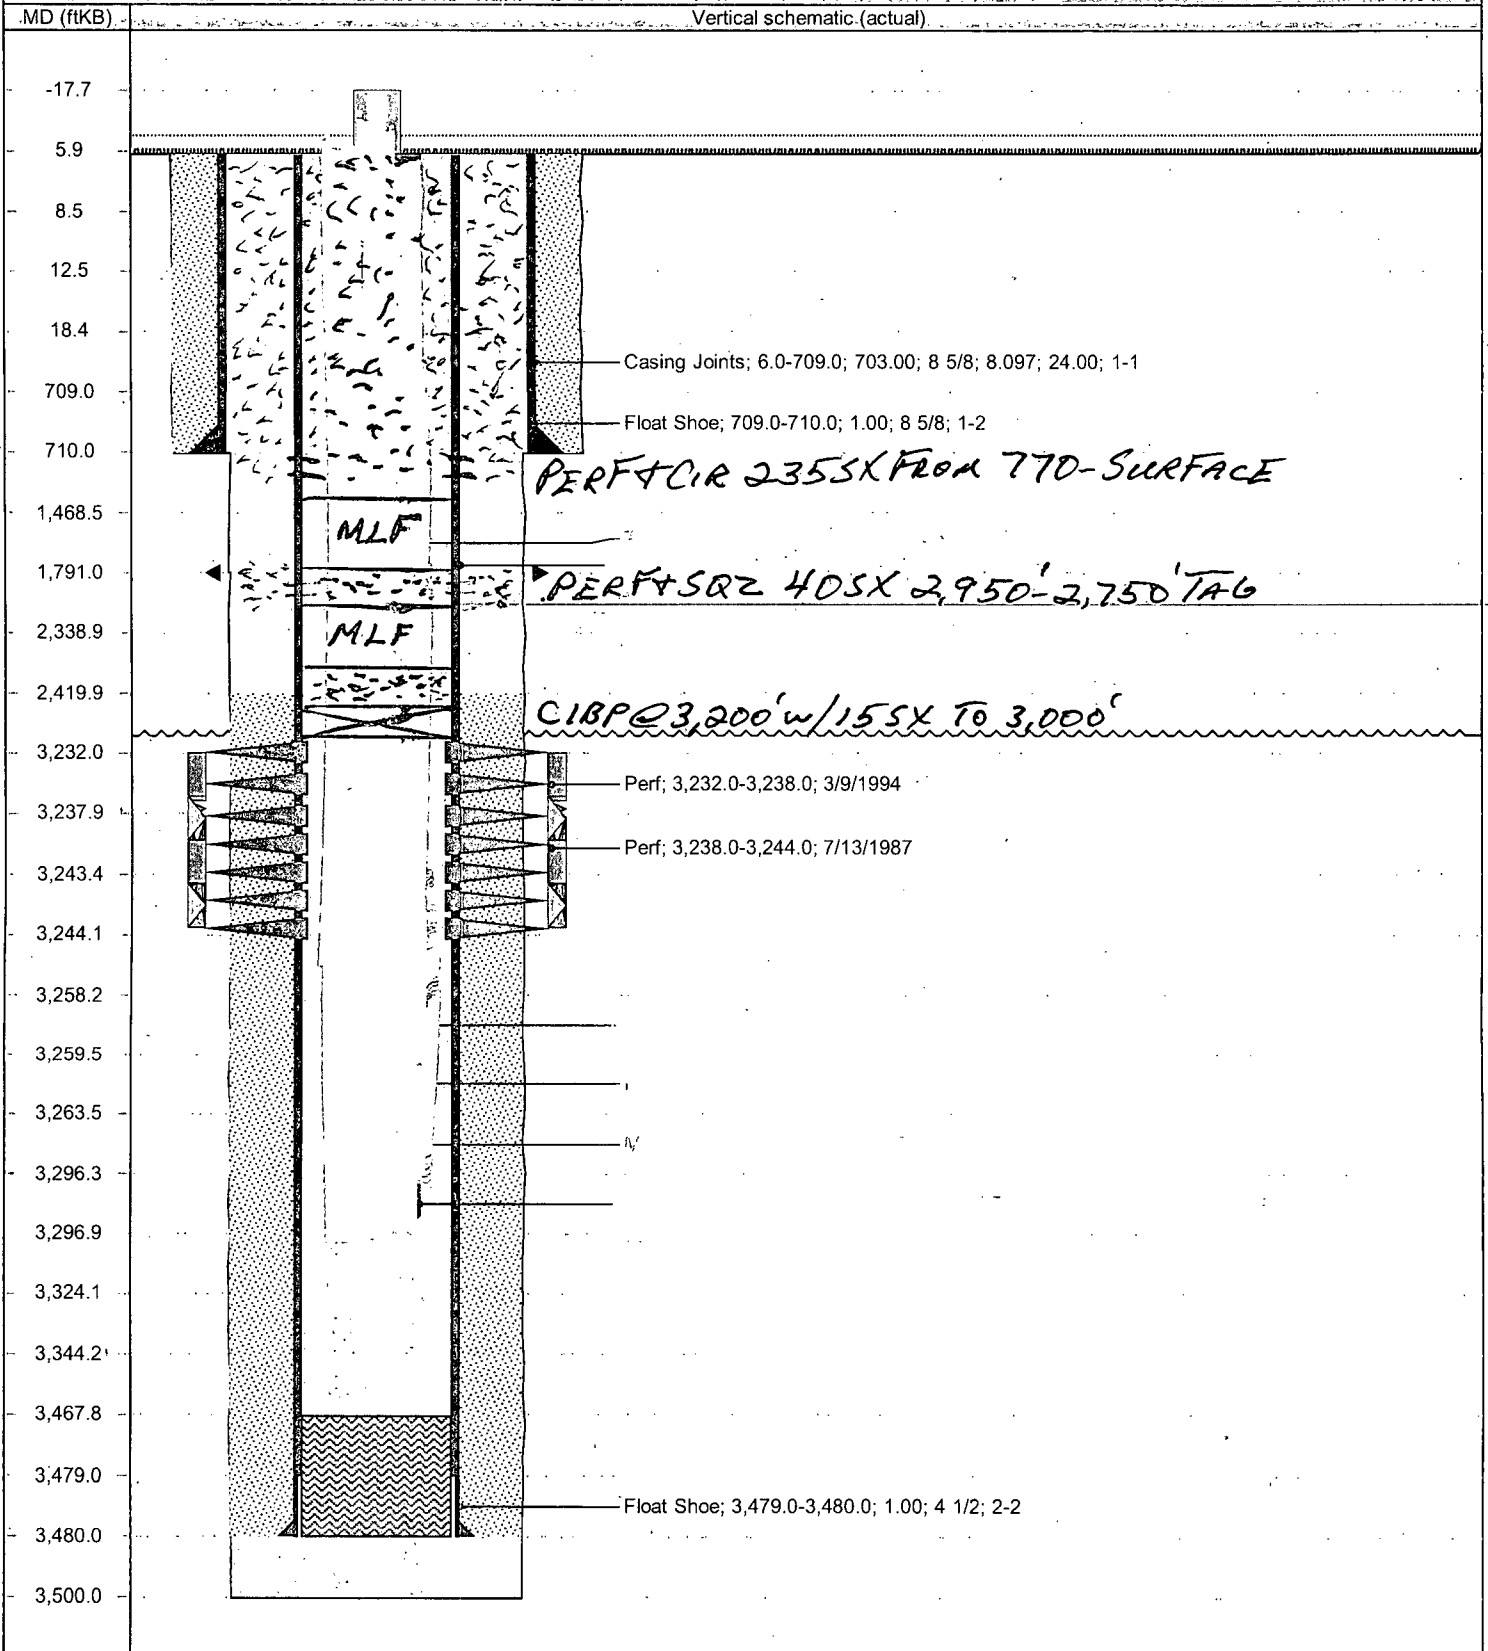 MD (ftKB)
Vertical schematic (actual)
-17.7
5.9
8.5
12.5
18.4
Casing Joints; 6.0-709.0; 703.00; 8 5/8; 8.097; 24.00; 1-1
709.0
Float Shoe; 709.0-710.0; 1.00; 8 5/8; 1-2
710.0
PERF & CIR 235SX FROM 770-SURFACE
1,468.5
MLF
1,791.0
PERF & SQZ 40SX 2,950'-2,750' TAG
2,338.9
MLF
2,419.9
CIBP @ 3,200' w/15SX TO 3,000'
3,232.0
Perf; 3,232.0-3,238.0; 3/9/1994
3,237.9
Perf; 3,238.0-3,244.0; 7/13/1987
3,243.4
3,244.1
3,258.2
3,259.5
3,263.5
3,296.3
3,296.9
3,324.1
3,344.2
3,467.8
3,479.0
Float Shoe; 3,479.0-3,480.0; 1.00; 4 1/2; 2-2
3,480.0
3,500.0